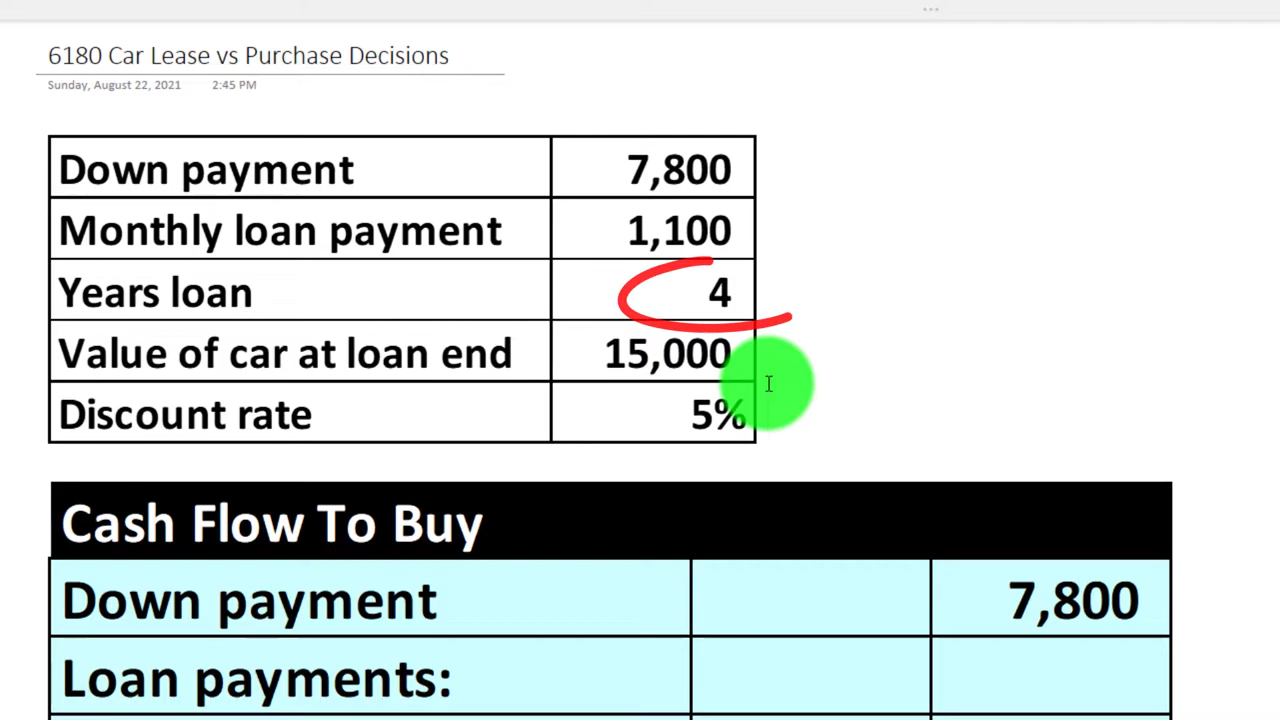 6180 Car Lease vs Purchase Decisions
Sunday, August 22, 2021 2:45 PM
Down payment 7,800
Monthly loan payment 1,100
Years loan 4
Value of car at loan end 15,000
Discount rate 5%
Cash Flow To Buy
Down payment 7,800
Loan payments: